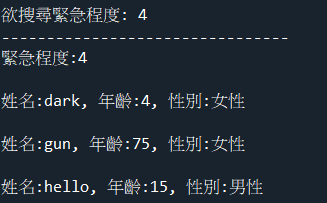 欲搜尋緊急程度: 4
--------------------------------
緊急程度:4
姓名:dark, 年齡:4, 性別:女性
姓名:gun, 年齡:75, 性別:女性
姓名:hello, 年齡:15, 性別:男性